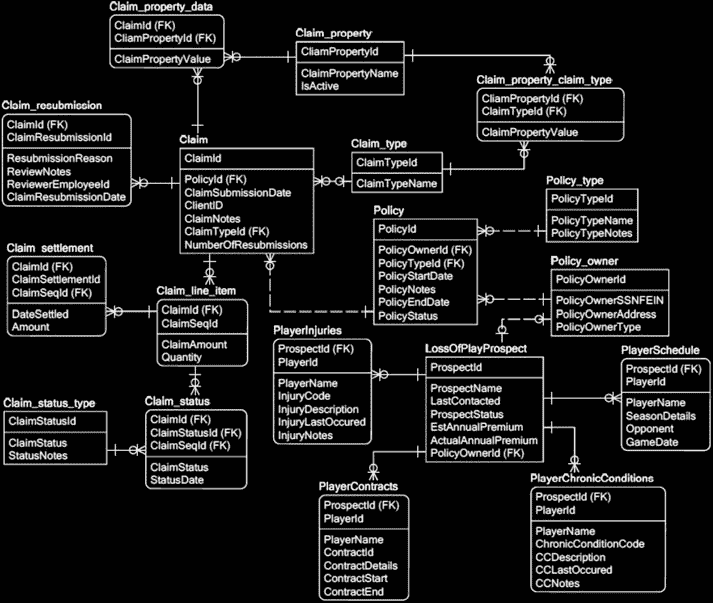 Claim_property_data
ClaimId (FK)
CliamPropertyId (FK)
ClaimPropertyValue
Claim_property
CliamPropertyId
ClaimPropertyName
IsActive
Claim_property_claim_type
CliamPropertyId (FK)
ClaimTypeId (FK)
ClaimPropertyValue
Claim_resubmission
ClaimId (FK)
ClaimResubmissionId
ResubmissionReason
ReviewNotes
ReviewerEmployeeId
ClaimResubmissionDate
Claim
ClaimId
PolicyId (FK)
ClaimSubmissionDate
ClientID
ClaimNotes
ClaimTypeId (FK)
NumberOfResubmissions
Claim_type
ClaimTypeId
ClaimTypeName
Policy_type
PolicyTypeId
PolicyTypeName
PolicyTypeNotes
Policy
PolicyId
PolicyOwnerId (FK)
PolicyTypeId (FK)
PolicyStartDate
PolicyNotes
PolicyEndDate
PolicyStatus
Policy_owner
PolicyOwnerId
PolicyOwnerSSNFEIN
PolicyOwnerAddress
PolicyOwnerType
Claim_settlement
ClaimId (FK)
ClaimSettlementId
ClaimSeqId (FK)
DateSettled
Amount
Claim_line_item
ClaimId (FK)
ClaimSeqId
ClaimAmount
Quantity
PlayerInjuries
ProspectId (FK)
PlayerId
PlayerName
InjuryCode
InjuryDescription
InjuryLastOccured
InjuryNotes
LossOfPlayProspect
ProspectId
ProspectName
LastContacted
ProspectStatus
EstAnnualPremium
ActualAnnualPremium
PolicyOwnerId (FK)
PlayerSchedule
ProspectId (FK)
PlayerId
PlayerName
SeasonDetails
Opponent
GameDate
Claim_status_type
ClaimStatusId
ClaimStatus
StatusNotes
Claim_status
ClaimId (FK)
ClaimStatusId (FK)
ClaimSeqId (FK)
ClaimStatus
StatusDate
PlayerContracts
ProspectId (FK)
PlayerId
PlayerName
ContractId
ContractDetails
ContractStart
ContractEnd
PlayerChronicConditions
ProspectId (FK)
PlayerId
PlayerName
ChronicConditionCode
CCDescription
CCLastOccured
CCNotes